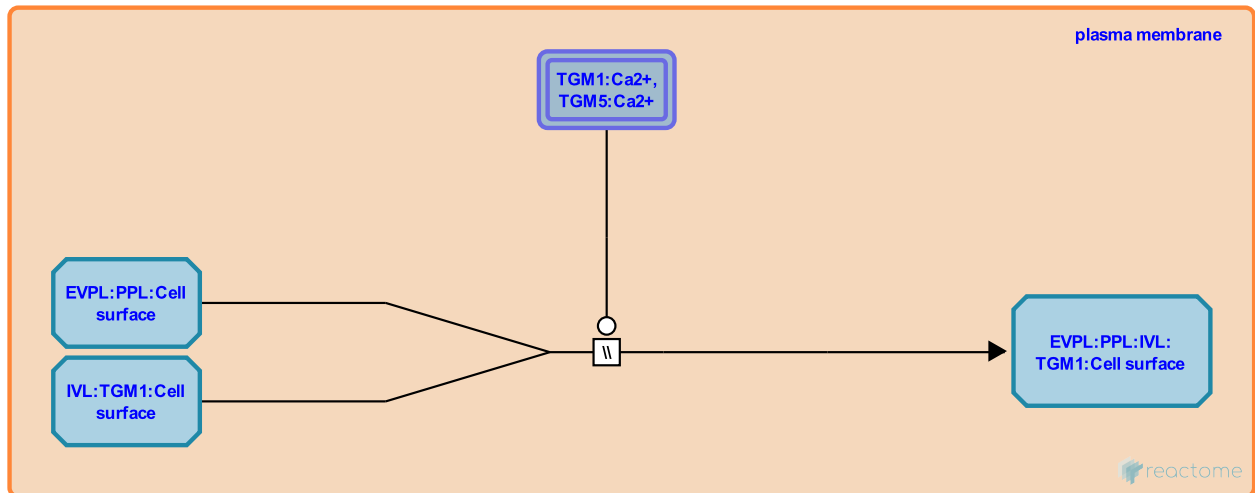 plasma membrane
TGM1:Ca2+,
TGM5:Ca2+
EVPL:PPL:Cell
surface
IVL:TGM1:Cell
surface
\\
EVPL:PPL:IVL:
TGM1:Cell surface
reactome